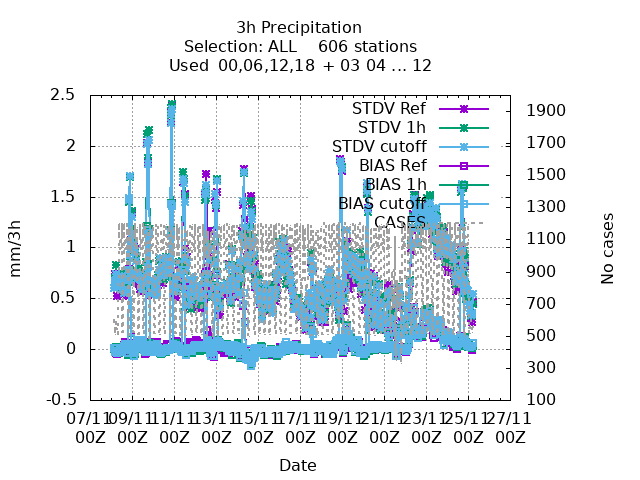 3h Precipitation
Selection: ALL    606 stations
Used  00,06,12,18  + 03 04 ... 12
STDV Ref
STDV 1h
STDV cutoff
BIAS Ref
BIAS 1h
BIAS cutoff
CASES
2.5
2
1.5
1
0.5
0
-0.5
mm/3h
1900
1700
1500
1300
1100
900
700
500
300
100
No cases
07/11 09/11 11/11 13/11 15/11 17/11 19/11 21/11 23/11 25/11 27/11
00Z 00Z 00Z 00Z 00Z 00Z 00Z 00Z 00Z 00Z 00Z
Date